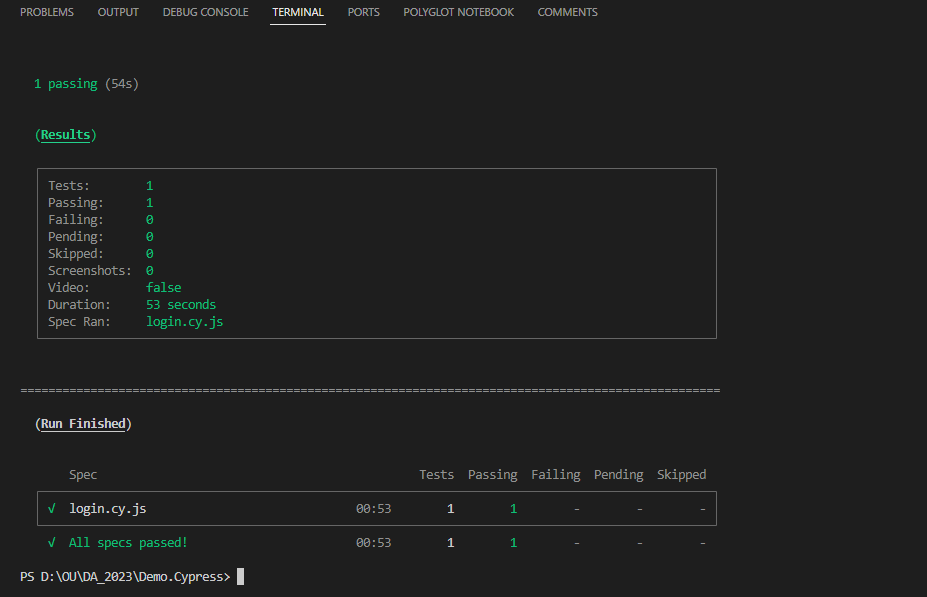 PROBLEMS OUTPUT DEBUG CONSOLE TERMINAL PORTS POLYGLOT NOTEBOOK COMMENTS
1 passing (54s)
(Results)
Tests: 1
Passing: 1
Failing: 0
Pending: 0
Skipped: 0
Screenshots: 0
Video: false
Duration: 53 seconds
Spec Ran: login.cy.js
====================================================================================================
(Run Finished)
Spec Tests Passing Failing Pending Skipped
√ login.cy.js 00:53 1 1 - - -
√ All specs passed! 00:53 1 1 - - -
PS D:\OU\DA_2023\Demo.Cypress>